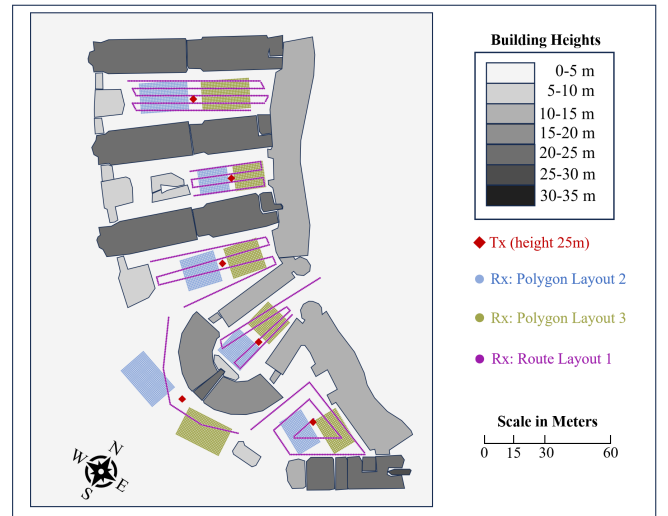 Building Heights
0-5 m
5-10 m
10-15 m
15-20 m
20-25 m
25-30 m
30-35 m
Tx (height 25m)
Rx: Polygon Layout 2
Rx: Polygon Layout 3
Rx: Route Layout 1
Scale in Meters
0 15 30 60
N
W
E
S